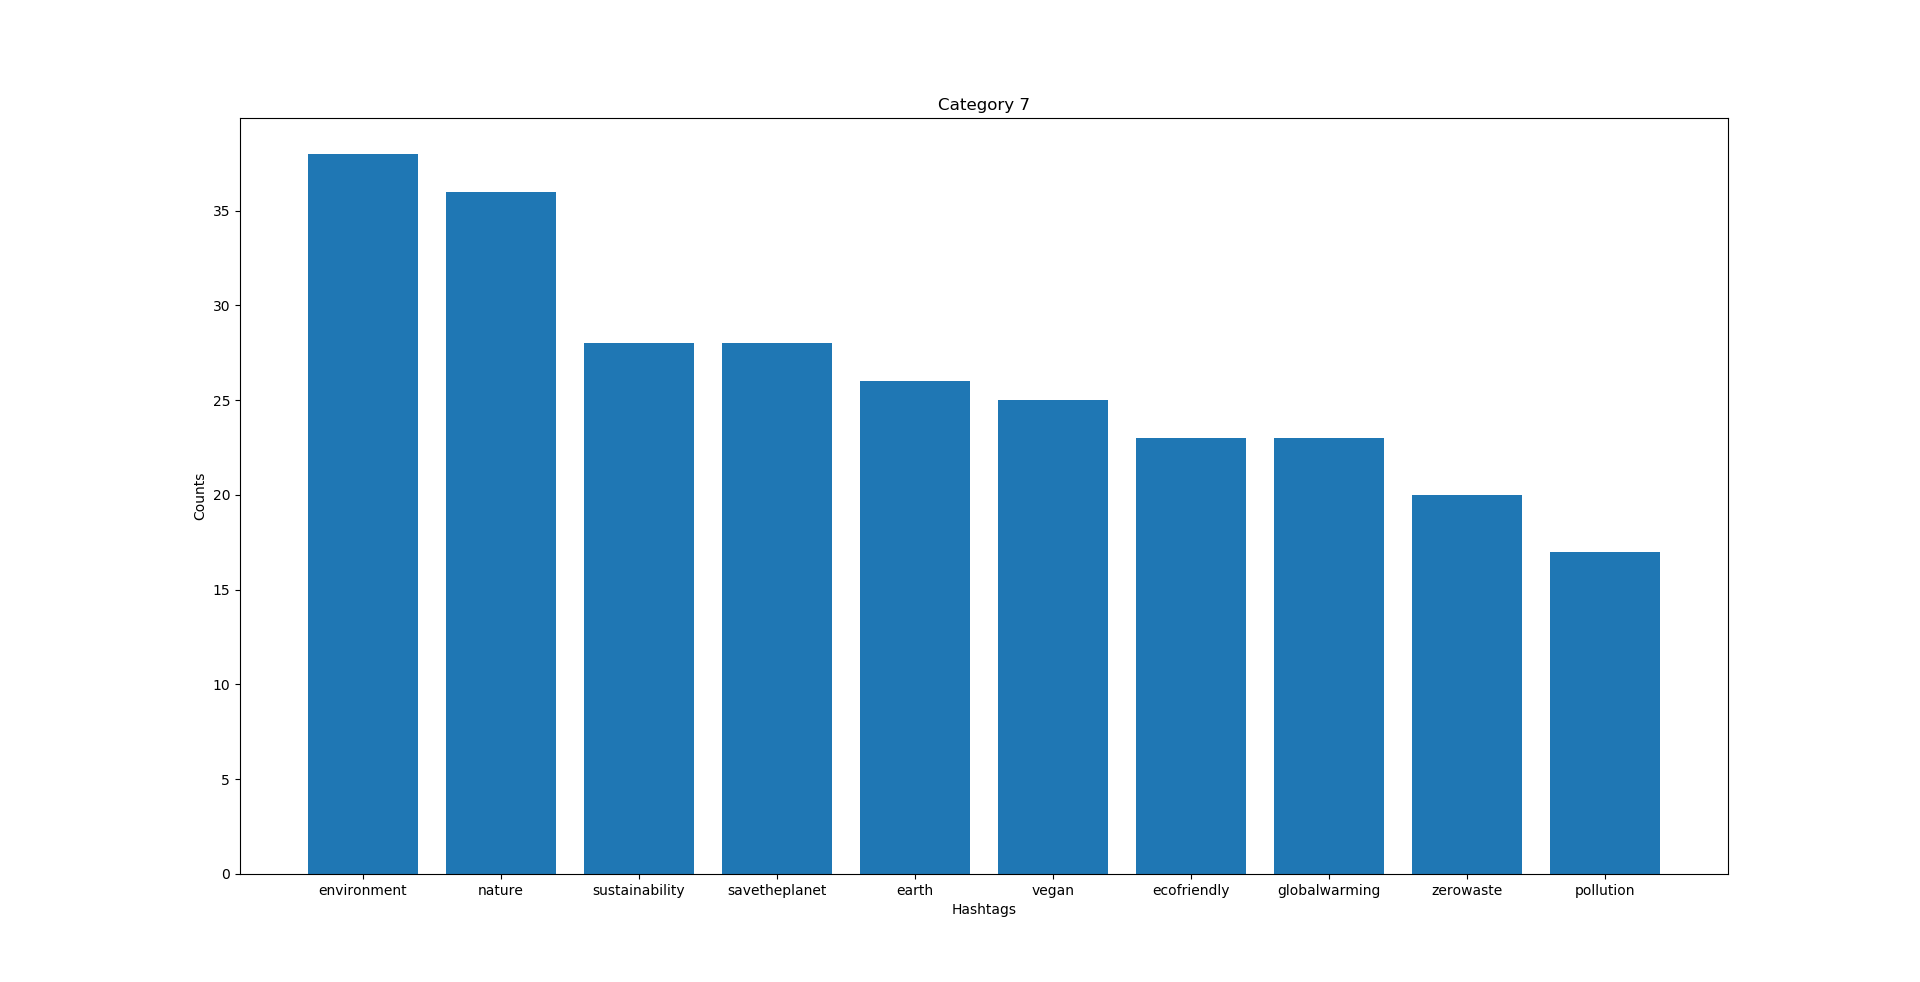 Category 7
Counts
35
30
25
20
15
10
5
0
environment nature sustainability savetheplanet earth vegan ecofriendly globalwarming zerowaste pollution
Hashtags